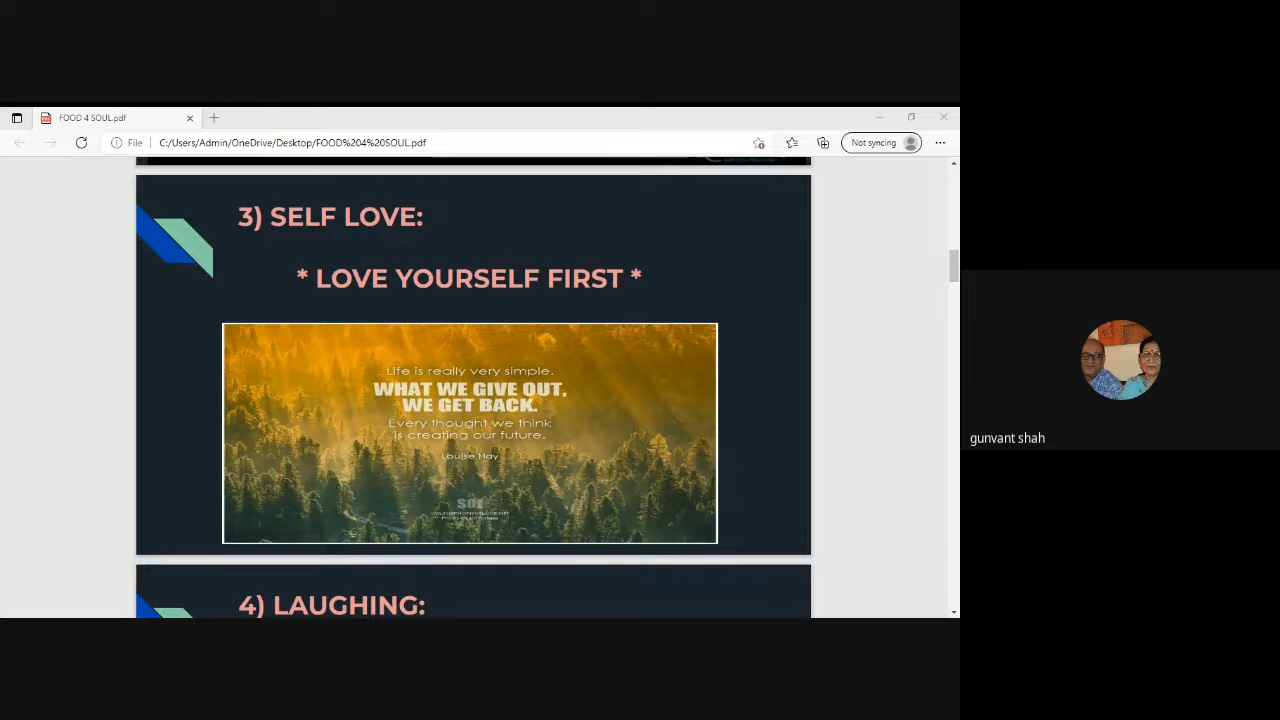 FOOD 4 SOUL.pdf
File
C:/Users/Admin/OneDrive/Desktop/FOOD%204%20SOUL.pdf
Not syncing
3) SELF LOVE:
* LOVE YOURSELF FIRST *
Life is really very simple.
WHAT WE GIVE OUT,
WE GET BACK.
Every thought we think
is creating our future.
Louise Hay
gunvant shah
4) LAUGHING: